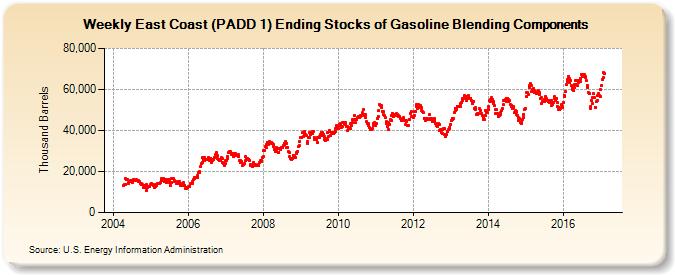 Weekly East Coast (PADD 1) Ending Stocks of Gasoline Blending Components
Thousand Barrels
80,000
60,000
40,000
20,000
0
2004 2006 2008 2010 2012 2014 2016
Source: U.S. Energy Information Administration